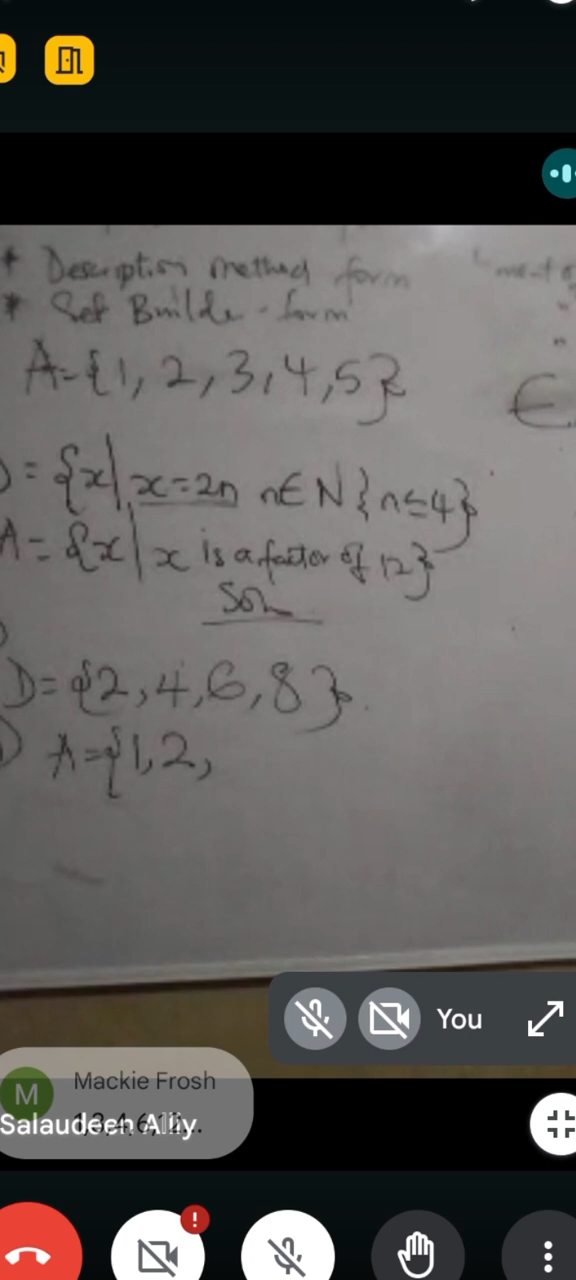 * Description method form
* Set Builder - form
A={1, 2, 3, 4, 5}
D = {x| x=2n n∈N { n≤4}
A= {x| x is a factor of 12}
Soln
D= {2, 4, 6, 8}.
A={1, 2,
∈
You
M
Mackie Frosh
Salaudeen Alliy